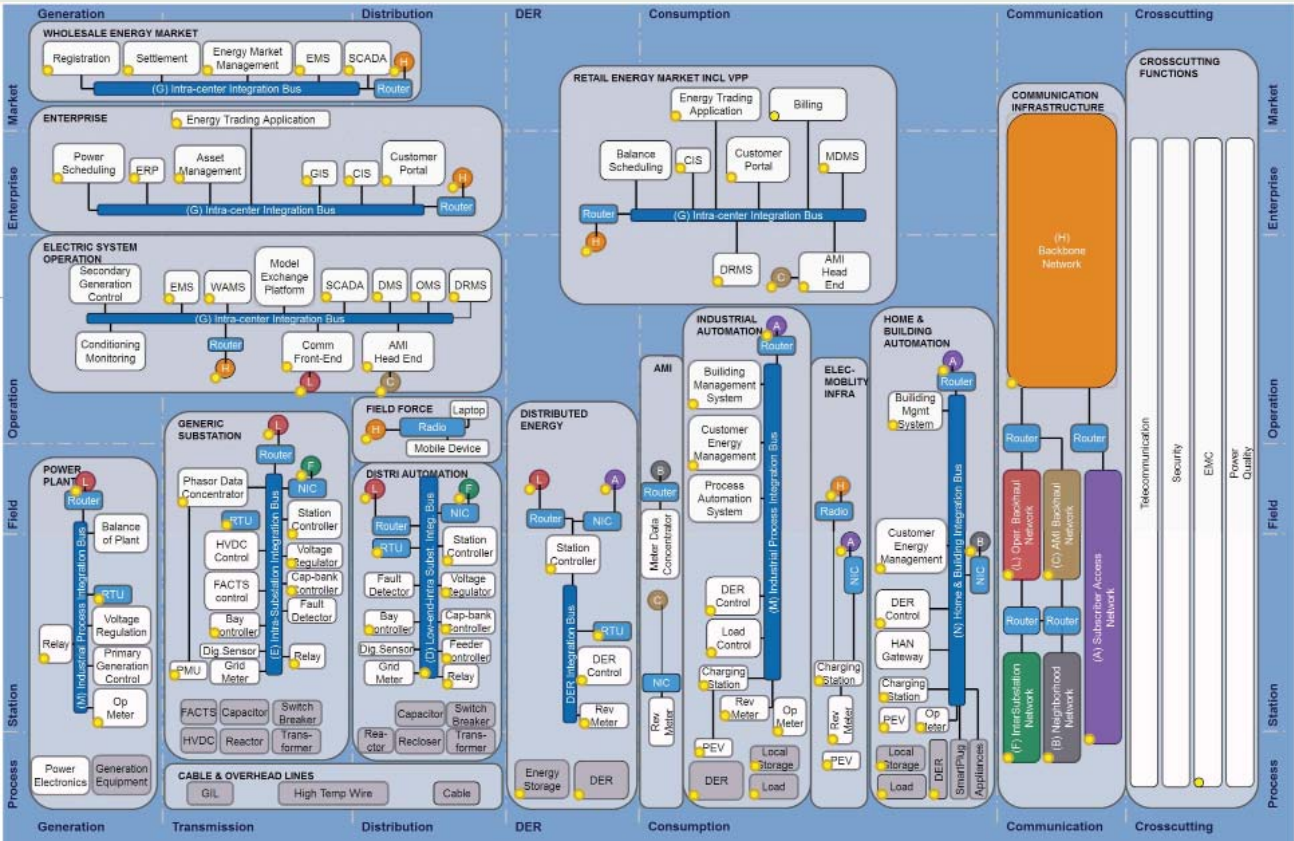 Generation
Distribution
DER
Consumption
Communication
Crosscutting
Market
Enterprise
Operation
Field
Station
Process
WHOLESALE ENERGY MARKET
Registration
Settlement
Energy Market
Management
EMS
SCADA
H
(G) Intra-center Integration Bus
Router
ENTERPRISE
Energy Trading Application
Power
Scheduling
ERP
Asset
Management
GIS
CIS
Customer
Portal
H
(G) Intra-center Integration Bus
Router
ELECTRIC SYSTEM
OPERATION
Secondary
Generation
Control
EMS
WAMS
Model
Exchange
Platform
SCADA
DMS
OMS
DRMS
(G) Intra-center Integration Bus
Conditioning
Monitoring
Router
H
Comm
Front-End
L
AMI
Head End
C
RETAIL ENERGY MARKET INCL VPP
Energy Trading
Application
Billing
Balance
Scheduling
CIS
Customer
Portal
MDMS
Router
(G) Intra-center Integration Bus
H
DRMS
C
AMI
Head
End
POWER
PLANT
L
Router
(M) Industrial Process Integration Bus
Balance
of Plant
RTU
Voltage
Regulation
Relay
Primary
Generation
Control
Op
Meter
Power
Electronics
Generation
Equipment
GENERIC
SUBSTATION
L
Router
F
NIC
Phasor Data
Concentrator
RTU
Station
Controller
HVDC
Control
Voltage
Regulator
FACTS
control
Cap-bank
Controller
Fault
Detector
Bay
Controller
Dig.Sensor
PMU
Grid
Meter
Relay
(E) Intra-Substation Integration Bus
FACTS
Capacitor
Switch
Breaker
HVDC
Reactor
Trans-
former
FIELD FORCE
Laptop
H
Radio
Mobile Device
DISTRI AUTOMATION
L
F
Router
NIC
RTU
Station
Controller
Fault
Detector
Voltage
Regulator
Bay
Controller
Cap-bank
Controller
Dig.Sensor
Feeder
Controller
Grid
Meter
Relay
(D) Low-end-intra Subst. Integ. Bus
Capacitor
Switch
Breaker
Rea-
ctor
Recloser
Trans-
former
CABLE & OVERHEAD LINES
GIL
High Temp Wire
Cable
DISTRIBUTED
ENERGY
L
A
Router
NIC
Station
Controller
DER Integration Bus
RTU
DER
Control
Rev
Meter
Energy
Storage
DER
AMI
B
Router
Meter Data
Concentrator
C
NIC
Rev
Meter
INDUSTRIAL
AUTOMATION
A
Router
Builiding
Management
System
Customer
Energy
Management
Process
Automation
System
(M) Industrial Process Integration Bus
DER
Control
Load
Control
Charging
Station
Rev
Meter
Op
Meter
PEV
Local
Storage
DER
Load
ELEC-
MOBLITY
INFRA
H
Radio
A
NIC
Charging
Station
Rev
Meter
PEV
HOME &
BUILDING
AUTOMATION
A
Router
Builiding
Mgmt
System
Customer
Energy
Management
B
NIC
DER
Control
HAN
Gateway
Charging
Station
PEV
Op
Meter
(N) Home & Building Integration Bus
Local
Storage
Load
DER
SmartPlug
Appliances
COMMUNICATION
INFRASTRUCTURE
(H)
Backbone
Network
Router
Router
(L) Oper. Backhaul
Network
(C) AMI Backhaul
Network
(A) Subscriber Access
Network
Router
Router
(F) InterSubstation
Network
(B) Neighborhood
Network
CROSSCUTTING
FUNCTIONS
Telecommunication
Security
EMC
Power
Quality
Market
Enterprise
Operation
Field
Station
Process
Generation
Transmission
Distribution
DER
Consumption
Communication
Crosscutting